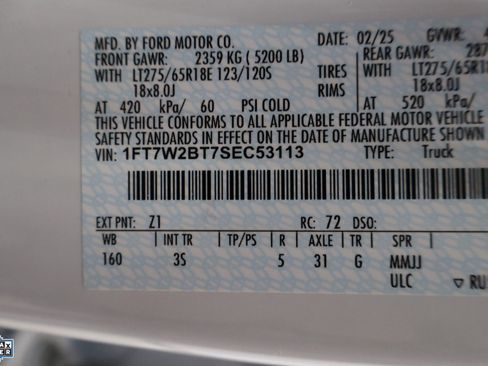 MFD. BY FORD MOTOR CO. DATE: 02/25 GVWR:
FRONT GAWR: 2359 KG ( 5200 LB) REAR GAWR: 287
WITH LT275/65R18E 123/120S TIRES WITH LT275/65R18E
18x8.0J RIMS 18x8.0J
AT 420 kPa/ 60 PSI COLD AT 520 kPa/
THIS VEHICLE CONFORMS TO ALL APPLICABLE FEDERAL MOTOR VEHICLE
SAFETY STANDARDS IN EFFECT ON THE DATE OF MANUFACTURE SHOWN
VIN: 1FT7W2BT7SEC53113 TYPE: Truck
EXT PNT: Z1 RC: 72 DSO:
WB INT TR TP/PS R AXLE TR SPR
160 3S 5 31 G MMJJ
ULC ▽ RU